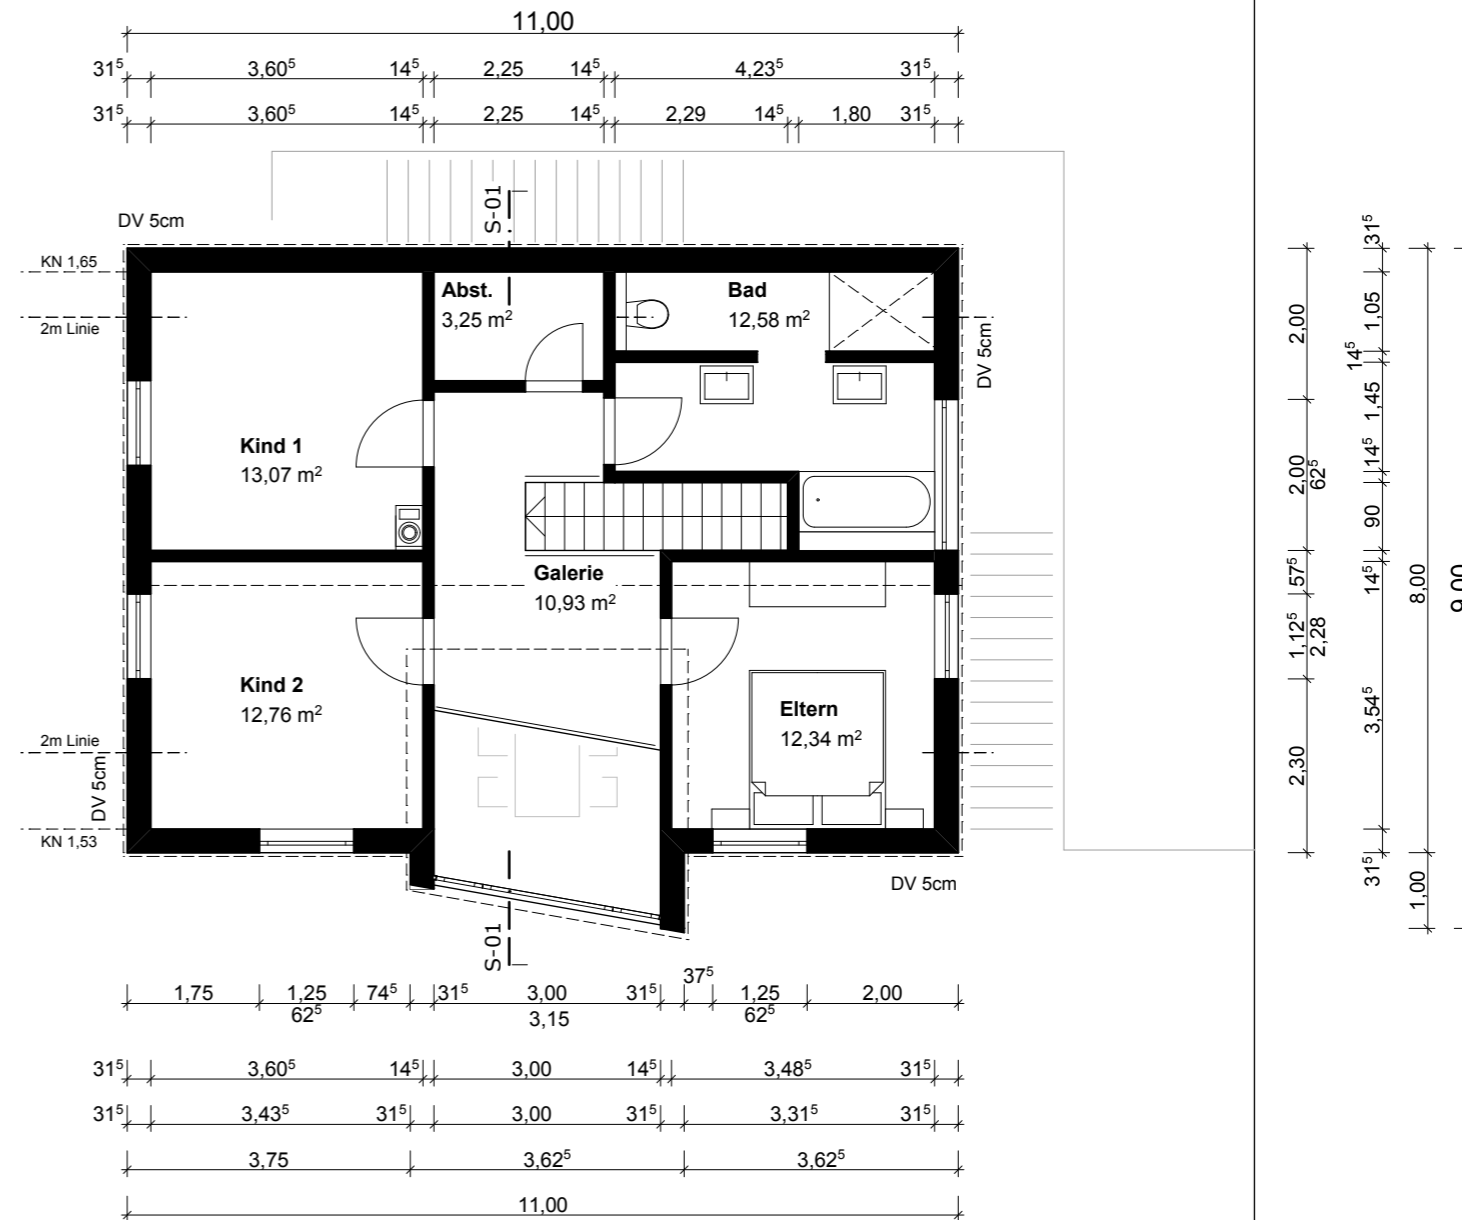 11,00
31⁵ 3,60⁵ 14⁵ 2,25 14⁵ 4,23⁵ 31⁵
31⁵ 3,60⁵ 14⁵ 2,25 14⁵ 2,29 14⁵ 1,80 31⁵
S-01
DV 5cm
KN 1,65
2m Linie
Abst.
3,25 m²
Bad
12,58 m²
DV 5cm
Kind 1
13,07 m²
Galerie
10,93 m²
Kind 2
12,76 m²
Eltern
12,34 m²
2m Linie
DV 5cm
KN 1,53
DV 5cm
S-01
2,00
2,00
62⁵
57⁵
1,12⁵
2,28
2,30
31⁵
1,05
14⁵
1,45
14⁵
90
14⁵
3,54⁵
31⁵
8,00
1,00
9,00
1,75 1,25 74⁵ 31⁵ 3,00 31⁵ 37⁵ 1,25 2,00
62⁵ 3,15 62⁵
31⁵ 3,60⁵ 14⁵ 3,00 14⁵ 3,48⁵ 31⁵
31⁵ 3,43⁵ 31⁵ 3,00 31⁵ 3,31⁵ 31⁵
3,75 3,62⁵ 3,62⁵
11,00